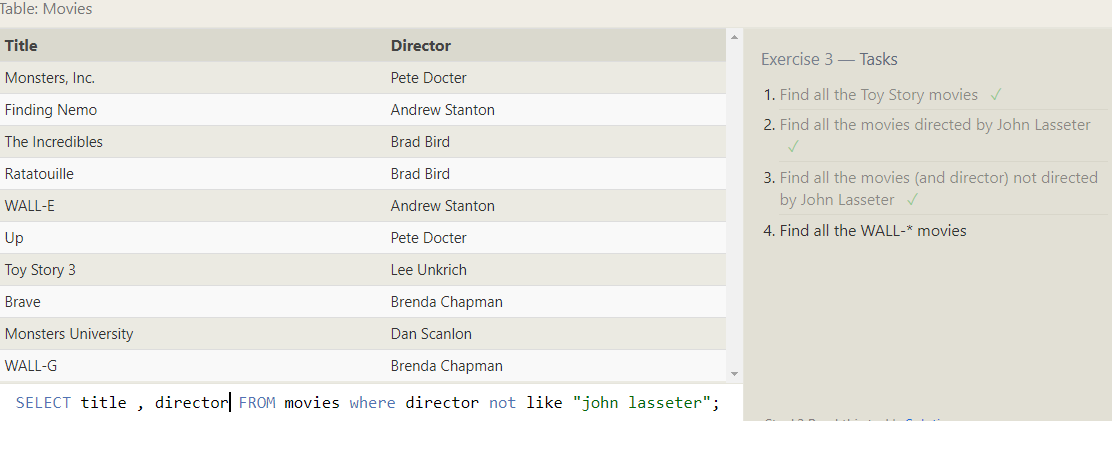 Table: Movies
Title Director
Monsters, Inc. Pete Docter
Finding Nemo Andrew Stanton
The Incredibles Brad Bird
Ratatouille Brad Bird
WALL-E Andrew Stanton
Up Pete Docter
Toy Story 3 Lee Unkrich
Brave Brenda Chapman
Monsters University Dan Scanlon
WALL-G Brenda Chapman
SELECT title , director FROM movies where director not like "john lasseter";
Exercise 3 — Tasks
1. Find all the Toy Story movies ✓
2. Find all the movies directed by John Lasseter
✓
3. Find all the movies (and director) not directed
by John Lasseter ✓
4. Find all the WALL-* movies